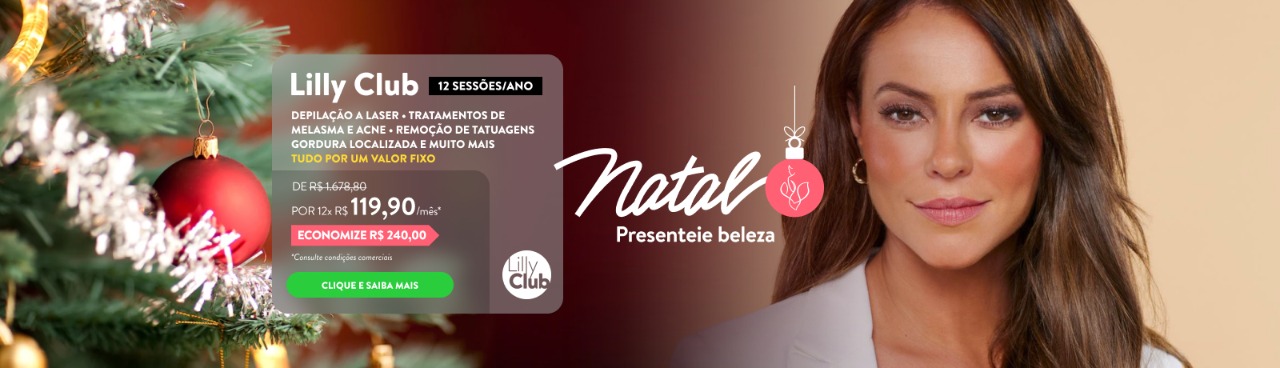 Lilly Club
12 SESSÕES/ANO
DEPILAÇÃO A LASER • TRATAMENTOS DE
MELASMA E ACNE • REMOÇÃO DE TATUAGENS
GORDURA LOCALIZADA E MUITO MAIS
TUDO POR UM VALOR FIXO
DE R$ 1.678,80
POR 12x R$ 119,90/mês*
ECONOMIZE R$ 240,00
*Consulte condições comerciais
CLIQUE E SAIBA MAIS
Lilly
Club
Natal
Presenteie beleza